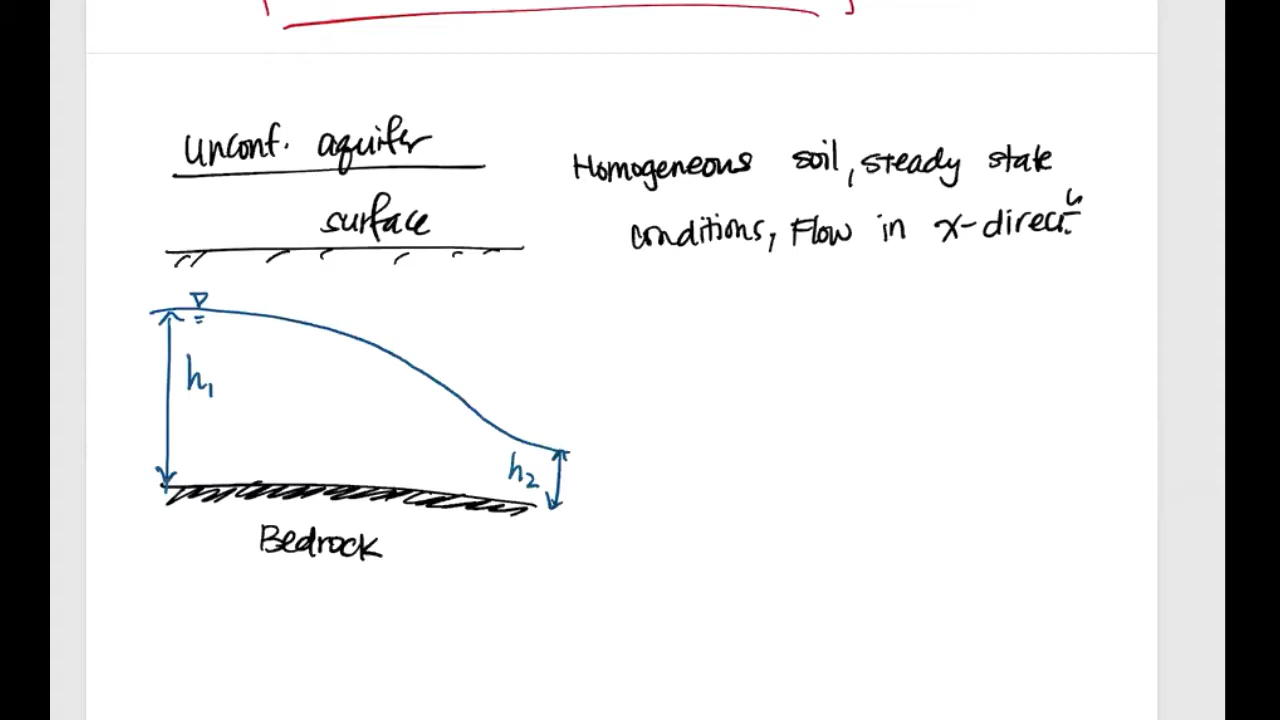 Unconf. aquifer
Homogeneous soil, steady state
conditions, Flow in x-direct.n
surface
h1
h2
Bedrock